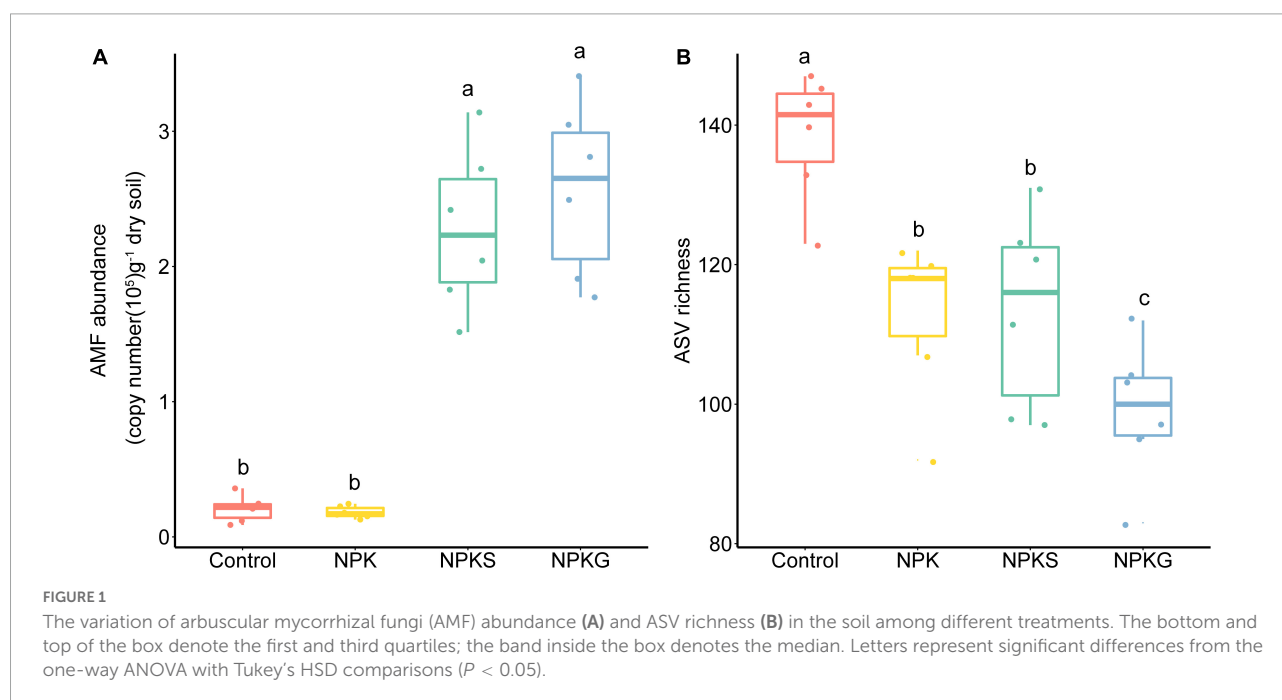 A
AMF abundance
(copy number(10⁵)g⁻¹ dry soil)
3
2
1
0
b
b
a
a
Control NPK NPKS NPKG
B
ASV richness
140
120
100
80
a
b
b
c
Control NPK NPKS NPKG
FIGURE 1
The variation of arbuscular mycorrhizal fungi (AMF) abundance (A) and ASV richness (B) in the soil among different treatments. The bottom and
top of the box denote the first and third quartiles; the band inside the box denotes the median. Letters represent significant differences from the
one-way ANOVA with Tukey’s HSD comparisons (P < 0.05).